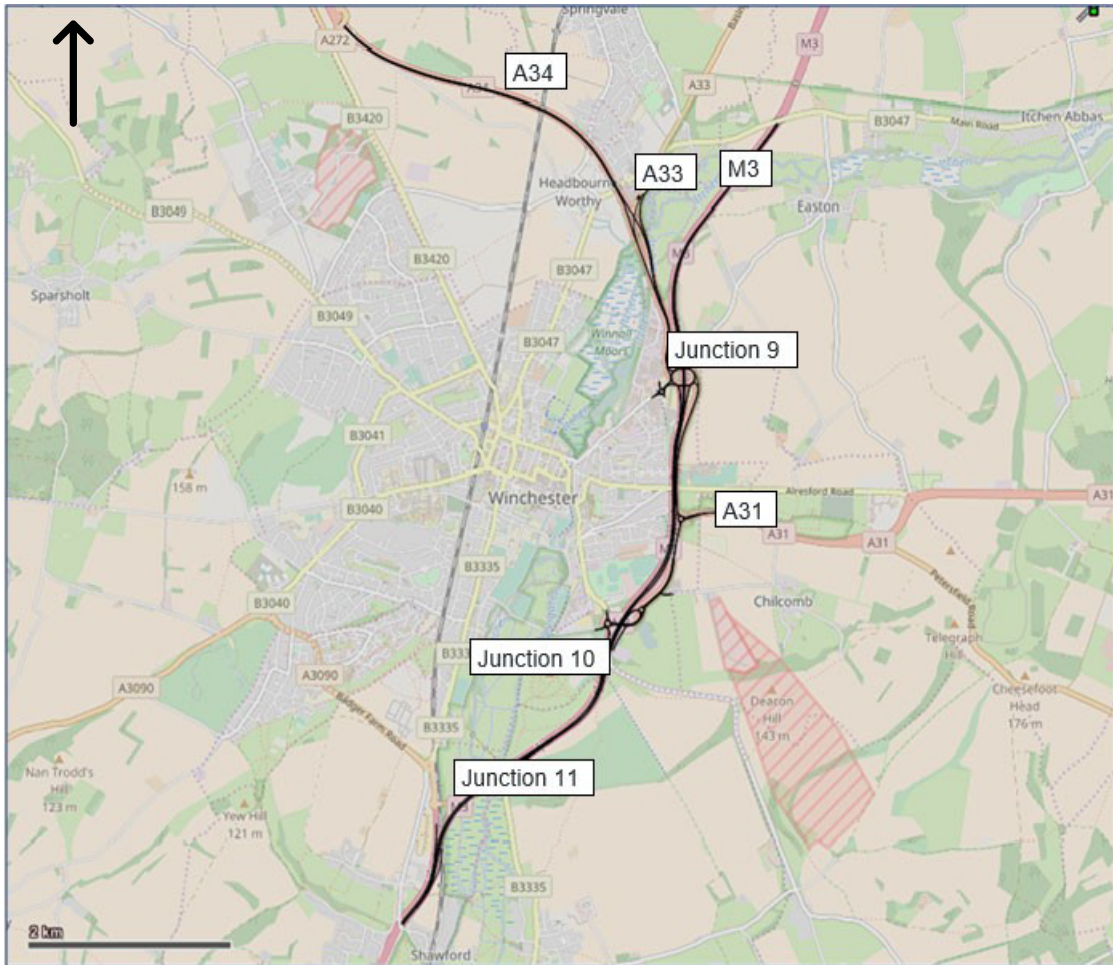 Springvale
A272
M3
A34
A34
A33
B3420
B3047
Main Road
Itchen Abbas
A33
M3
Headbourne
Worthy
B3049
Easton
B3420
B3047
M3
Sparsholt
B3049
Winnall
Moors
B3047
Junction 9
B3041
158 m
Winchester
Alresford Road
A31
B3040
A31
A31
A31
B3335
Petersfield Road
B3040
Chilcomb
Telegraph
Hill
Junction 10
A3090
A3090
Deacon
Hill
143 m
Cheesefoot
Head
176 m
Badger Farm Road
B3335
Nan Trodd's
Hill
123 m
Junction 11
M3
Yew Hill
121 m
B3335
2 km
Shawford